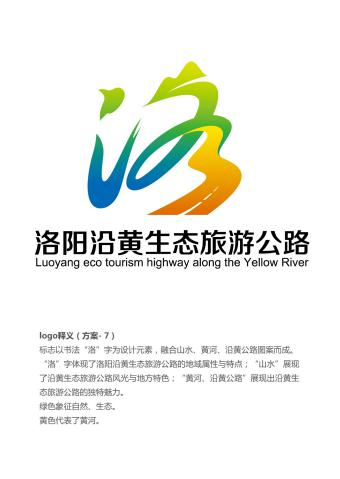 洛
洛阳沿黄生态旅游公路
Luoyang eco tourism highway along the Yellow River
logo释义（方案- 7）
标志以书法“洛”字为设计元素，融合山水、黄河、沿黄公路图案而成。
“洛”字体现了洛阳沿黄生态旅游公路的地域属性与特点；“山水”展现
了沿黄生态旅游公路风光与地方特色；“黄河、沿黄公路”展现出沿黄生
态旅游公路的独特魅力。
绿色象征自然、生态。
黄色代表了黄河。